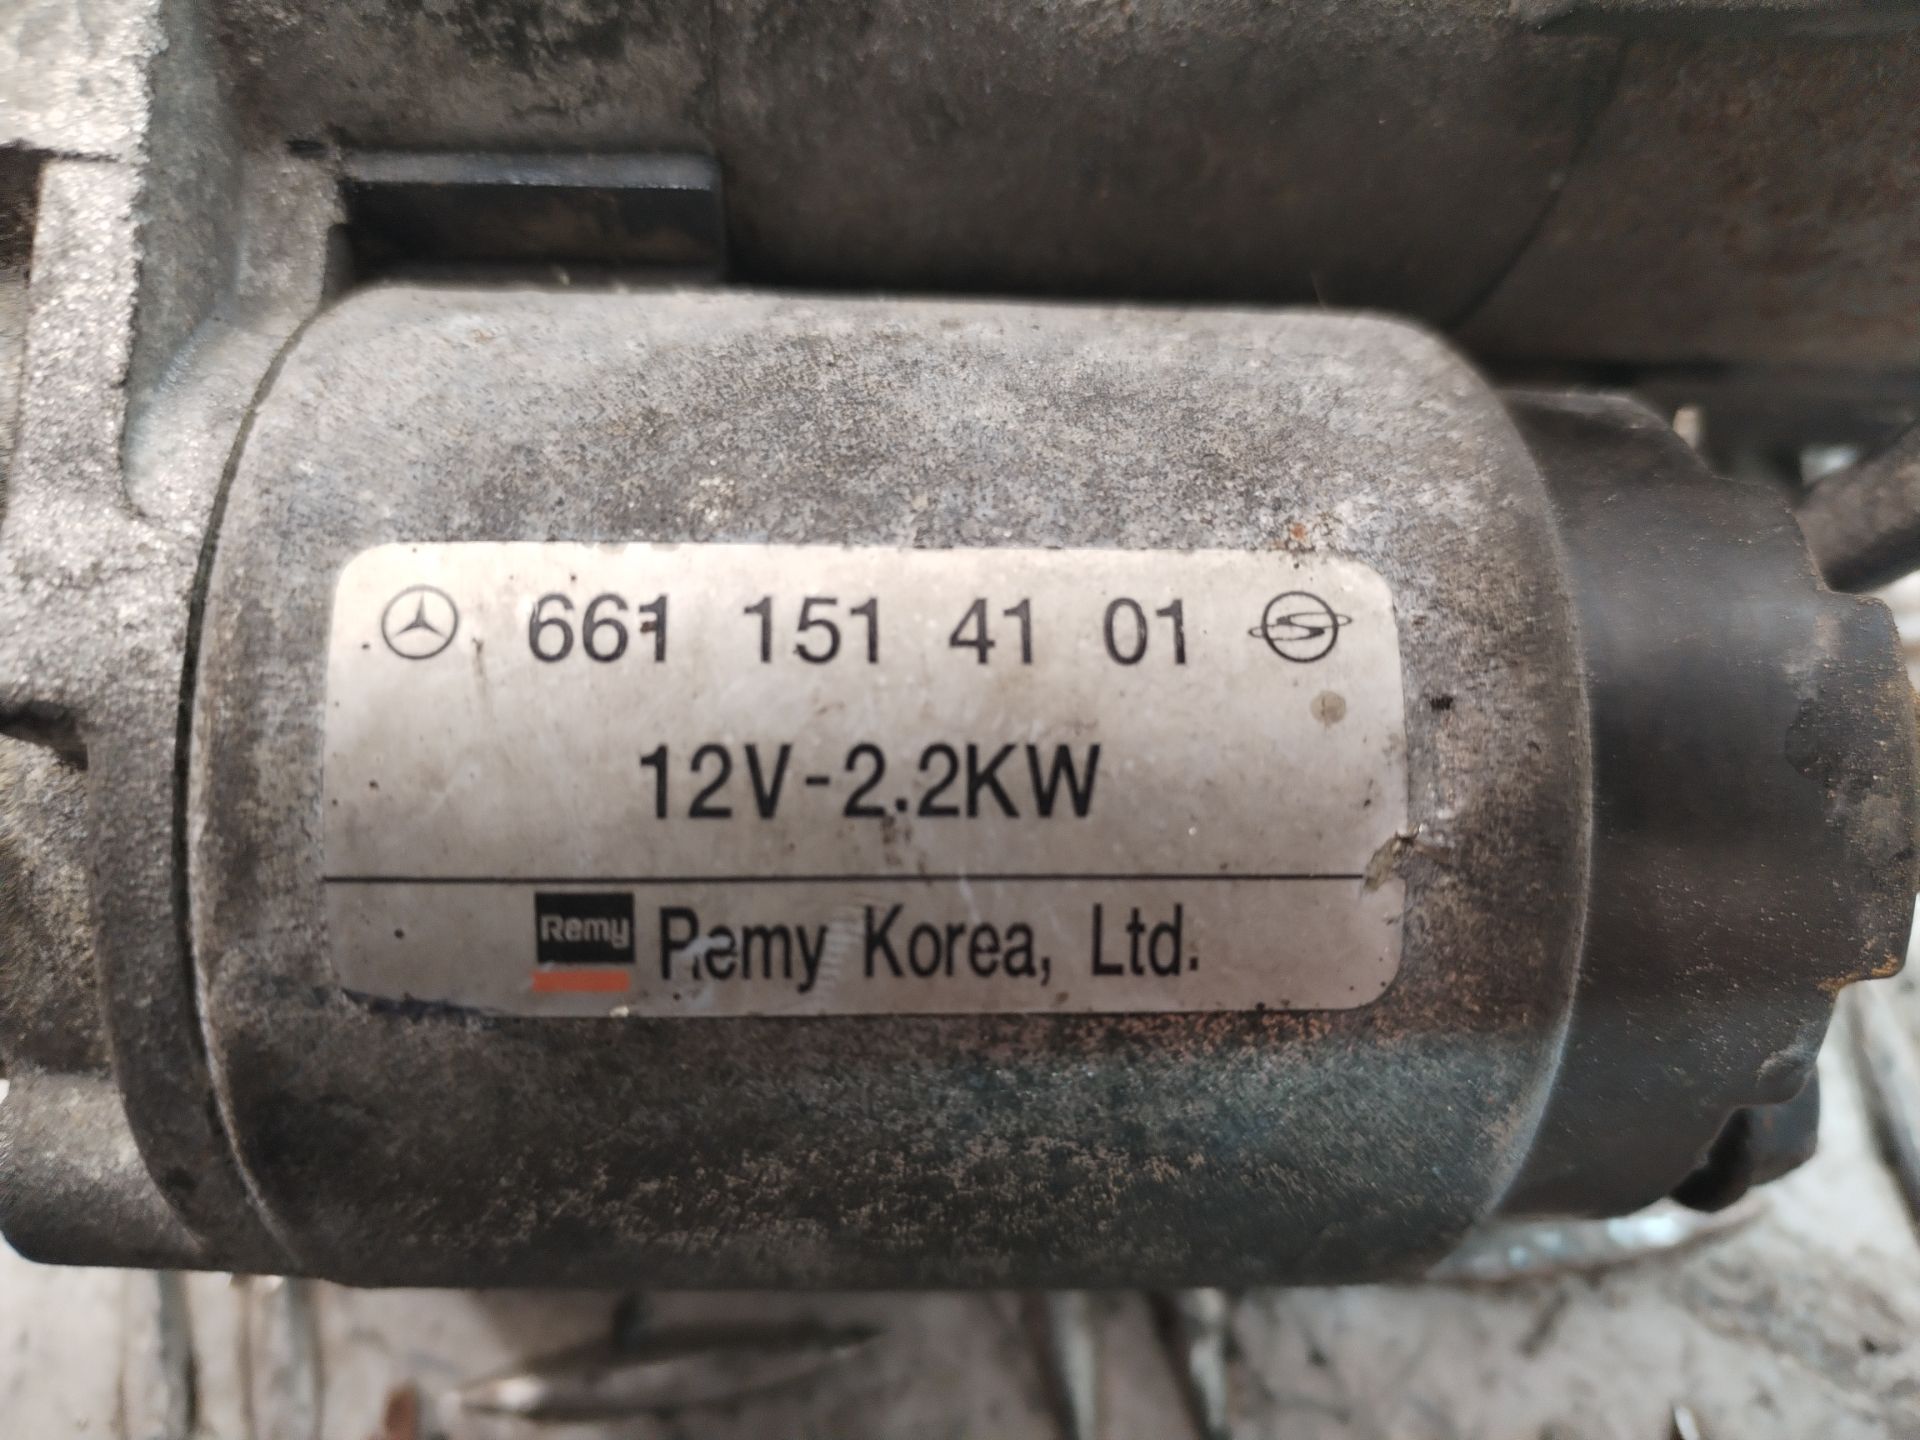 661 151 41 01
12V-2.2KW
Remy Remy Korea, Ltd.